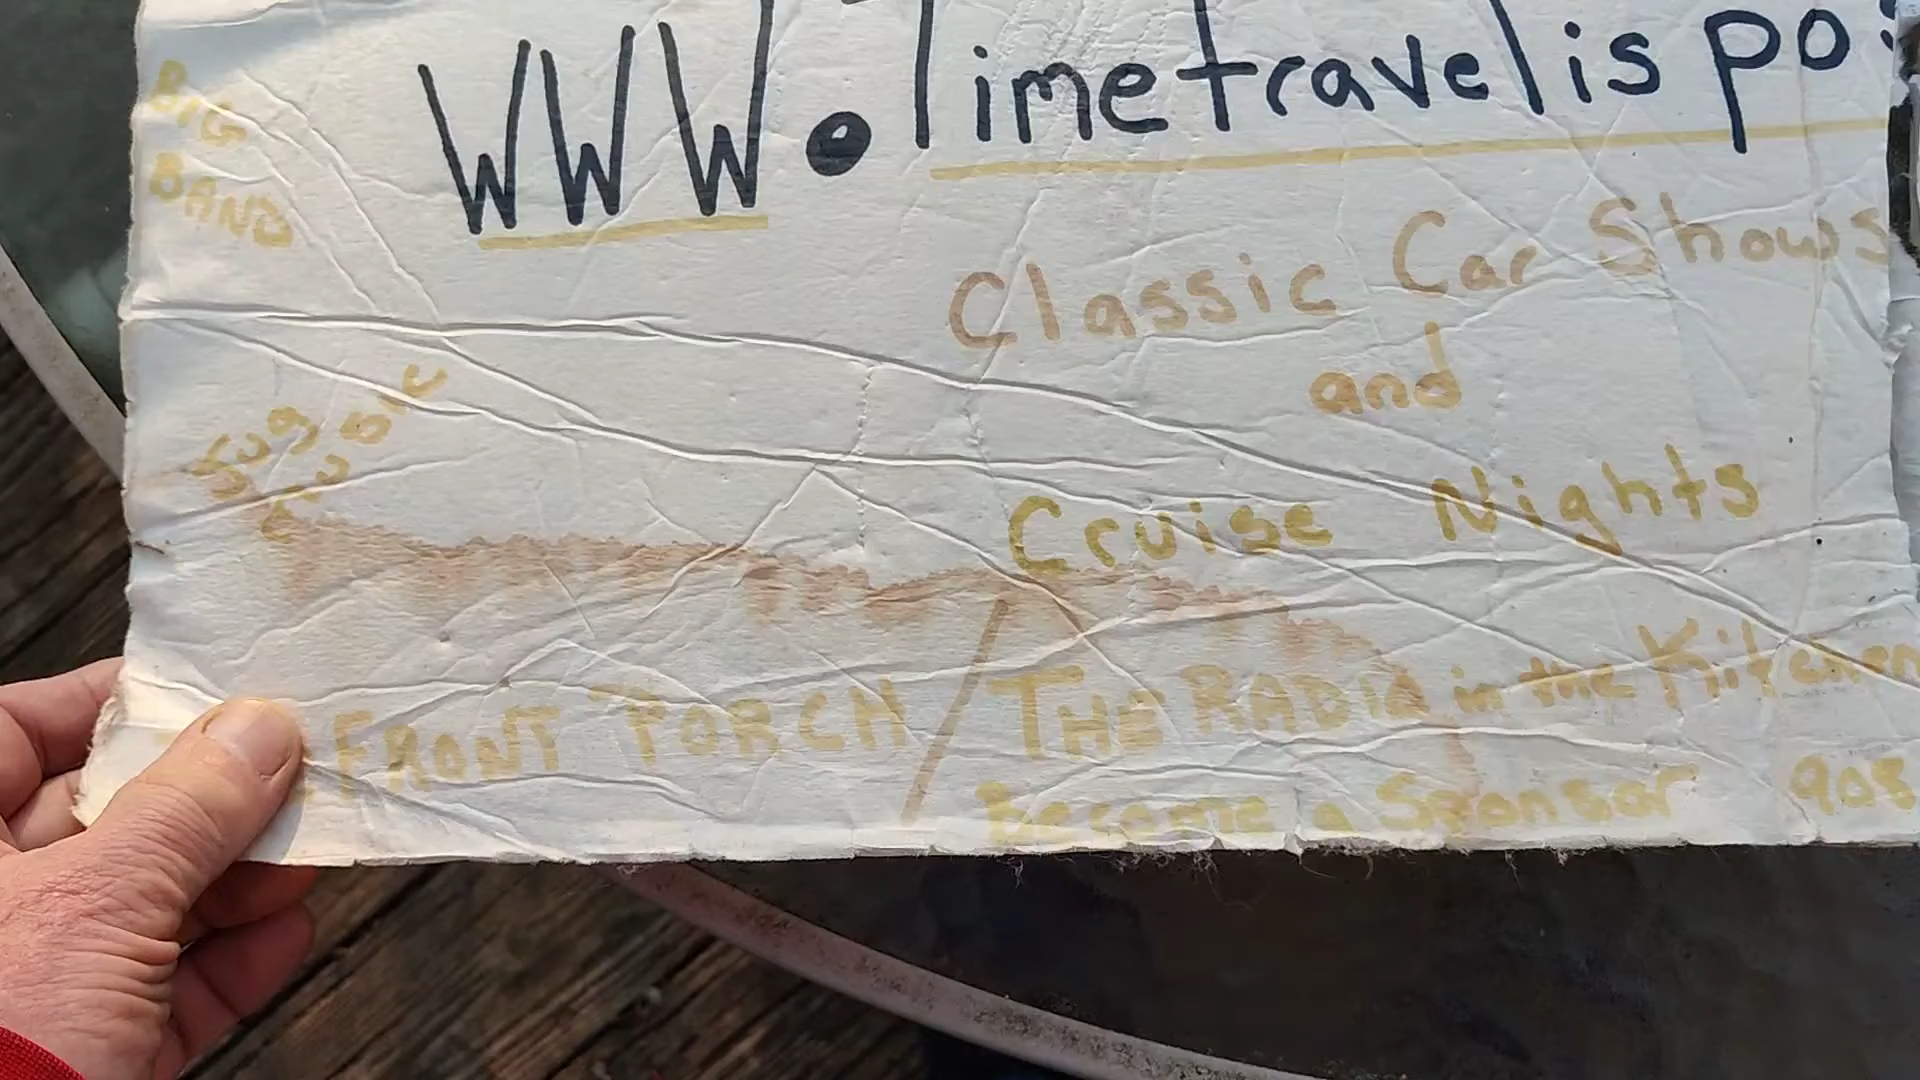 WWW.Timetravelispos
BIG
BAND
Classic Car Shows
and
Cruise Nights
FRONT PORCH / THE RADIO in the Kitchen
Become a Sponsor 908